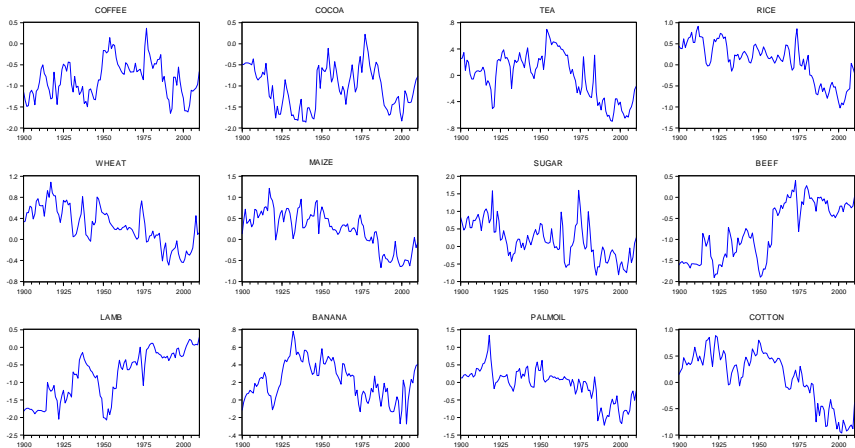 COFFEE COCOA TEA RICE
0.5 0.5 .8 1.0
0.0 0.0 .4 0.5
-0.5 -0.5 .0 0.0
-1.0 -1.0 -.4 -0.5
-1.5 -1.5 -.8 -1.0
-2.0 -2.0 -1.5
1900 1925 1950 1975 2000 1900 1925 1950 1975 2000 1900 1925 1950 1975 2000 1900 1925 1950 1975 2000
WHEAT MAIZE SUGAR BEEF
1.2 1.5 2.0 0.5
0.8 1.0 1.5 0.0
0.4 0.5 1.0 -0.5
0.0 0.0 0.5 -1.0
-0.4 -0.5 0.0 -1.5
-0.8 -1.0 -0.5 -2.0
-1.0
1900 1925 1950 1975 2000 1900 1925 1950 1975 2000 1900 1925 1950 1975 2000 1900 1925 1950 1975 2000
LAMB BANANA PALMOIL COTTON
0.5 .8 1.5 1.0
0.0 .6 1.0 0.5
-0.5 .4 0.5 0.0
-1.0 .2 0.0 -0.5
-1.5 .0 -0.5 -1.0
-2.0 -.2 -1.0
-2.5 -.4 -1.5
1900 1925 1950 1975 2000 1900 1925 1950 1975 2000 1900 1925 1950 1975 2000 1900 1925 1950 1975 2000